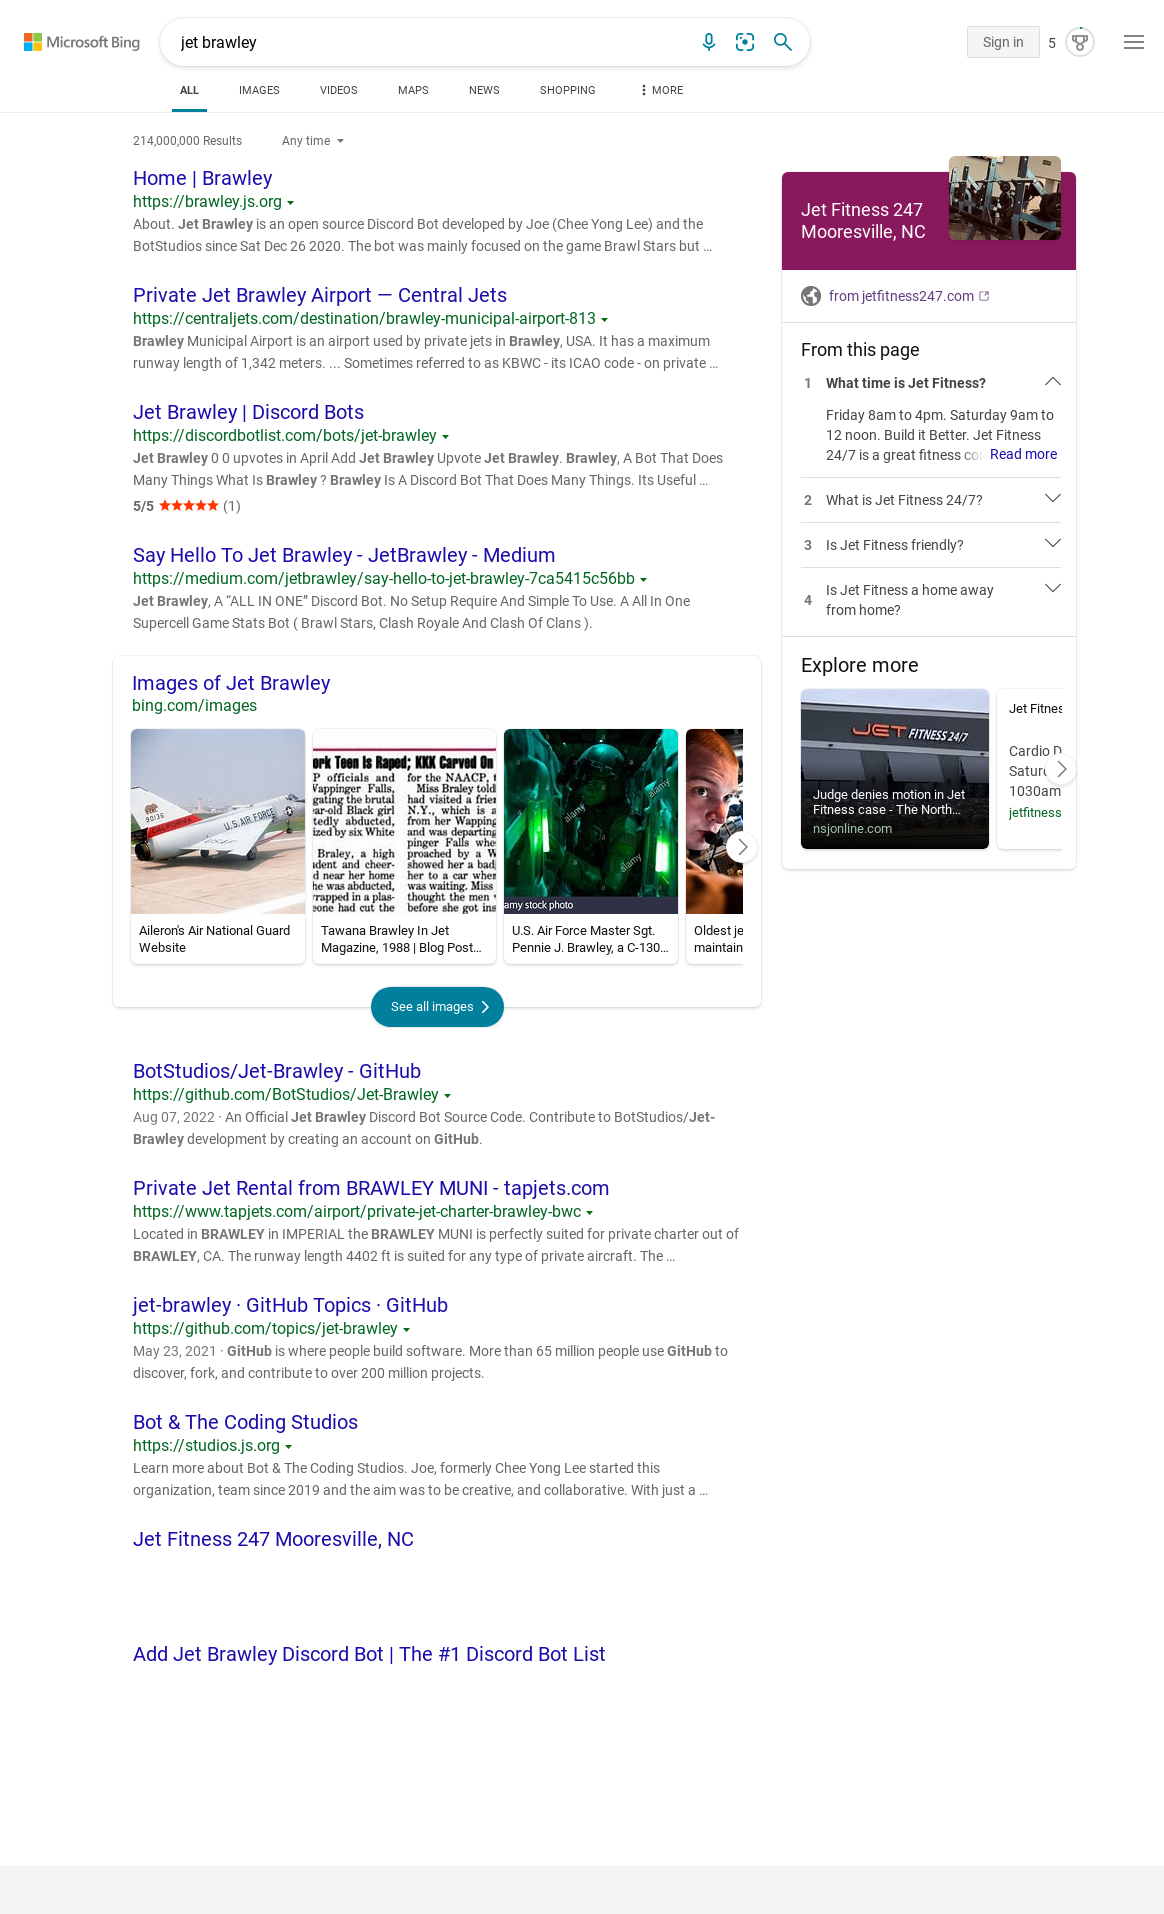 Microsoft Bing
jet brawley
Sign in
5
ALL
IMAGES
VIDEOS
MAPS
NEWS
SHOPPING
MORE
214,000,000 Results
Any time
Home | Brawley
https://brawley.js.org
About. Jet Brawley is an open source Discord Bot developed by Joe (Chee Yong Lee) and the
BotStudios since Sat Dec 26 2020. The bot was mainly focused on the game Brawl Stars but ...
Private Jet Brawley Airport — Central Jets
https://centraljets.com/destination/brawley-municipal-airport-813
Brawley Municipal Airport is an airport used by private jets in Brawley, USA. It has a maximum
runway length of 1,342 meters. ... Sometimes referred to as KBWC - its ICAO code - on private ...
Jet Brawley | Discord Bots
https://discordbotlist.com/bots/jet-brawley
Jet Brawley 0 0 upvotes in April Add Jet Brawley Upvote Jet Brawley. Brawley, A Bot That Does
Many Things What Is Brawley ? Brawley Is A Discord Bot That Does Many Things. Its Useful ...
5/5 ★★★★★ (1)
Say Hello To Jet Brawley - JetBrawley - Medium
https://medium.com/jetbrawley/say-hello-to-jet-brawley-7ca5415c56bb
Jet Brawley, A “ALL IN ONE” Discord Bot. No Setup Require And Simple To Use. A All In One
Supercell Game Stats Bot ( Brawl Stars, Clash Royale And Clash Of Clans ).
Images of Jet Brawley
bing.com/images
90136
CALIFORNIA
U.S. AIR FORCE
ork Teen Is Raped; KKK Carved On
P officials and
Wappinger Falls,
gating the brutal
ear-old Black girl
tedly abducted,
ized by six White
Braley, a high
dent and cheer-
d near her home
he was abducted,
rapped in a plas-
eone had cut the
for the NAACP, t
Miss Braley told
had visited a frier
N.Y., which is a
from her Wapping
and was departing
pinger Falls whe
proached by a W
showed her a bad
her to a car wher
was waiting. Miss
thought the men
before she got ins
alamy
alamy
alamy
amy stock photo
Aileron's Air National Guard
Website
Tawana Brawley In Jet
Magazine, 1988 | Blog Post...
U.S. Air Force Master Sgt.
Pennie J. Brawley, a C-130...
Oldest je
maintain
See all images
BotStudios/Jet-Brawley - GitHub
https://github.com/BotStudios/Jet-Brawley
Aug 07, 2022 · An Official Jet Brawley Discord Bot Source Code. Contribute to BotStudios/Jet-
Brawley development by creating an account on GitHub.
Private Jet Rental from BRAWLEY MUNI - tapjets.com
https://www.tapjets.com/airport/private-jet-charter-brawley-bwc
Located in BRAWLEY in IMPERIAL the BRAWLEY MUNI is perfectly suited for private charter out of
BRAWLEY, CA. The runway length 4402 ft is suited for any type of private aircraft. The ...
jet-brawley · GitHub Topics · GitHub
https://github.com/topics/jet-brawley
May 23, 2021 · GitHub is where people build software. More than 65 million people use GitHub to
discover, fork, and contribute to over 200 million projects.
Bot & The Coding Studios
https://studios.js.org
Learn more about Bot & The Coding Studios. Joe, formerly Chee Yong Lee started this
organization, team since 2019 and the aim was to be creative, and collaborative. With just a ...
Jet Fitness 247 Mooresville, NC
Add Jet Brawley Discord Bot | The #1 Discord Bot List
Jet Fitness 247
Mooresville, NC
from jetfitness247.com
From this page
1 What time is Jet Fitness?
Friday 8am to 4pm. Saturday 9am to
12 noon. Build it Better. Jet Fitness
24/7 is a great fitness co Read more
2 What is Jet Fitness 24/7?
3 Is Jet Fitness friendly?
4 Is Jet Fitness a home away
from home?
Explore more
JET FITNESS 24/7
Judge denies motion in Jet
Fitness case - The North...
nsjonline.com
Jet Fitnes
Cardio D
Satur
1030am
jetfitness